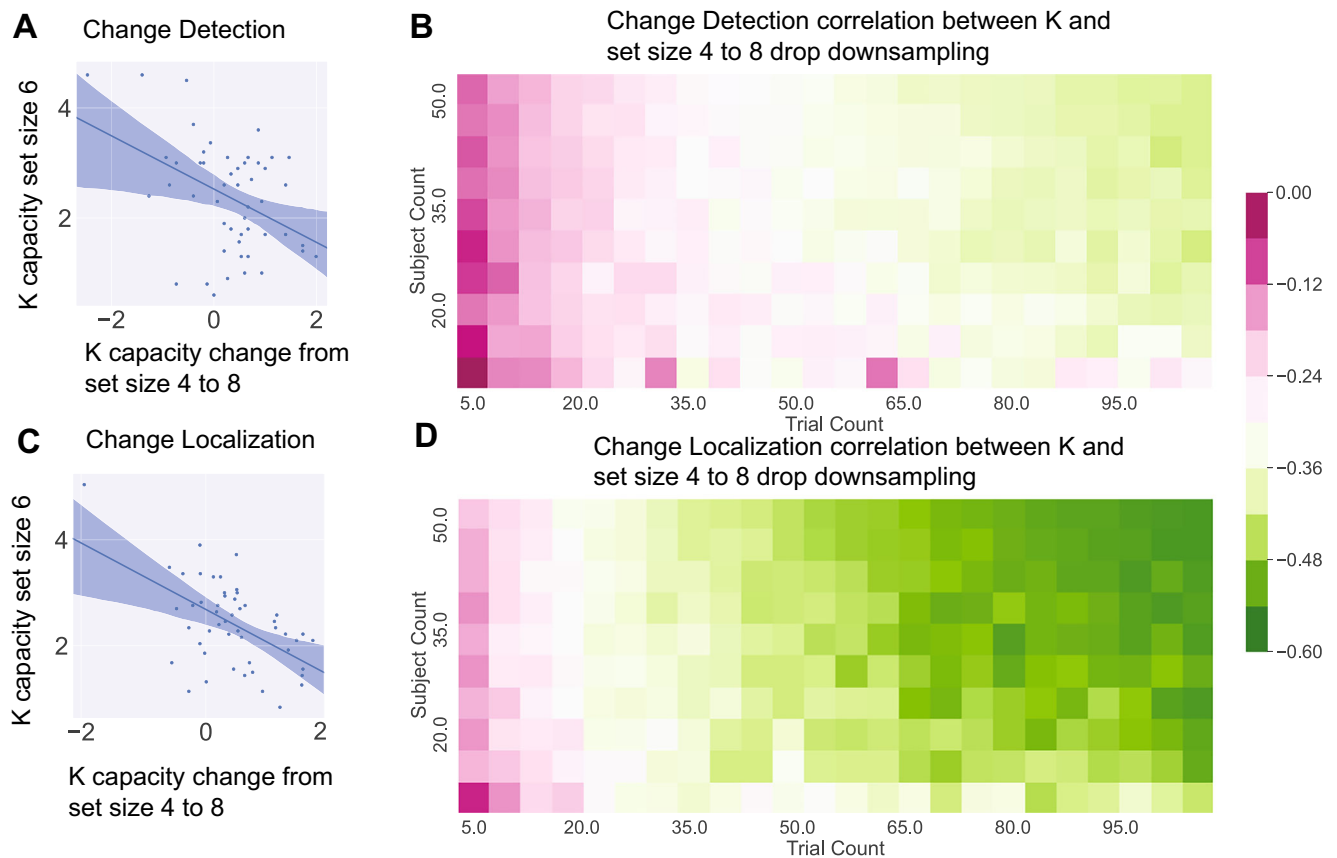 A
Change Detection
K capacity set size 6
4
2
−2
0
2
K capacity change from
set size 4 to 8
B
Change Detection correlation between K and
set size 4 to 8 drop downsampling
Subject Count
50.0
35.0
20.0
5.0
20.0
35.0
50.0
65.0
80.0
95.0
Trial Count
C
Change Localization
K capacity set size 6
4
2
−2
0
2
K capacity change from
set size 4 to 8
D
Change Localization correlation between K and
set size 4 to 8 drop downsampling
Subject Count
50.0
35.0
20.0
5.0
20.0
35.0
50.0
65.0
80.0
95.0
Trial Count
0.00
−0.12
−0.24
−0.36
−0.48
−0.60